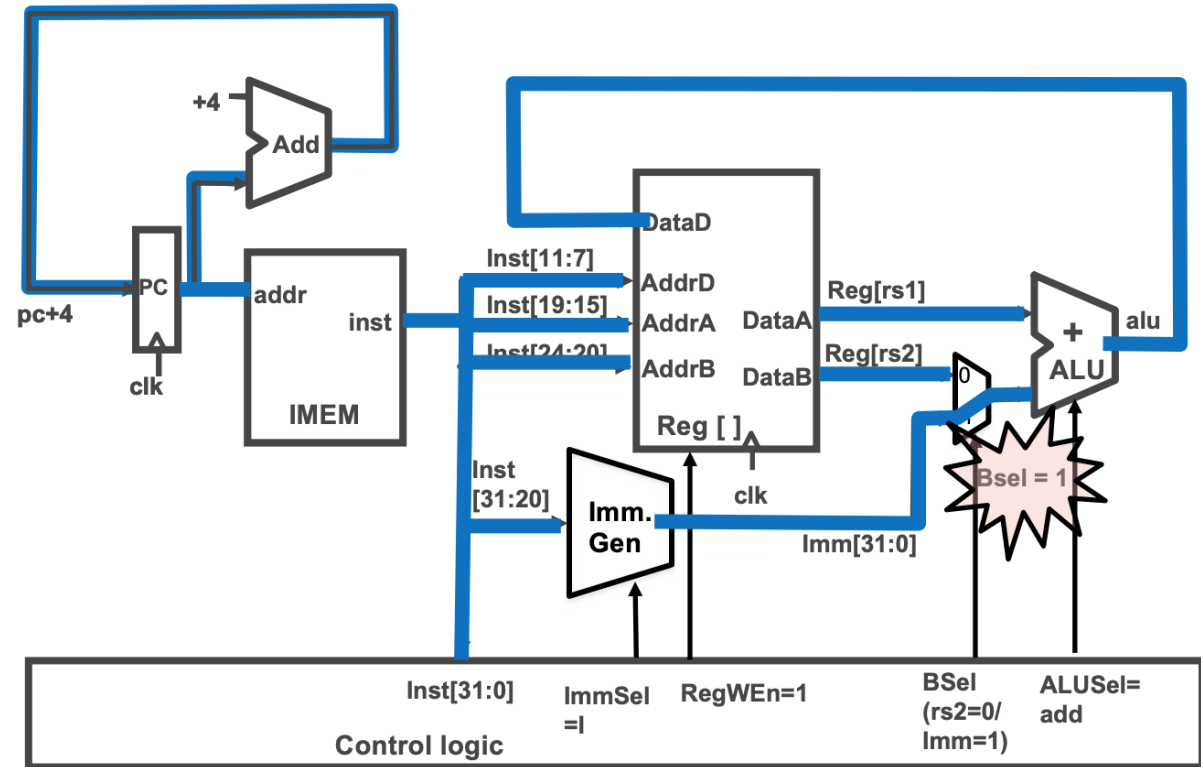 +4
Add
DataD
Inst[11:7]
AddrD
Reg[rs1]
PC
addr
pc+4
Inst[19:15]
inst
AddrA
DataA
alu
+
Inst[24:20]
Reg[rs2]
AddrB
DataB
0
ALU
clk
IMEM
Reg [ ]
Inst
[31:20]
clk
Bsel = 1
Imm.
Gen
Imm[31:0]
Inst[31:0]
ImmSel
=I
RegWEn=1
BSel
(rs2=0/
Imm=1)
ALUSel=
add
Control logic